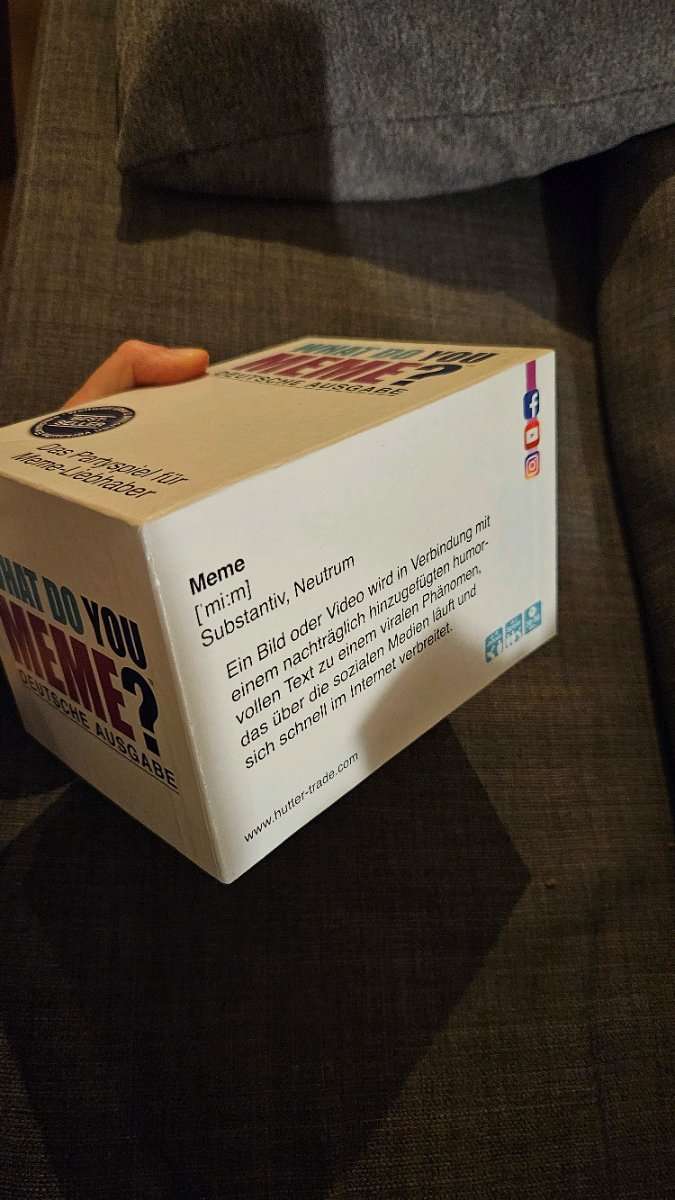 WHAT DO YOU
MEME?
DEUTSCHE AUSGABE
Das Partyspiel für
Meme-Liebhaber
WHAT DO YOU
MEME?
DEUTSCHE AUSGABE
Meme
['mi:m]
Substantiv, Neutrum
Ein Bild oder Video wird in Verbindung mit
einem nachträglich hinzugefügten humor-
vollen Text zu einem viralen Phänomen,
das über die sozialen Medien läuft und
sich schnell im Internet verbreitet.
www.hutter-trade.com